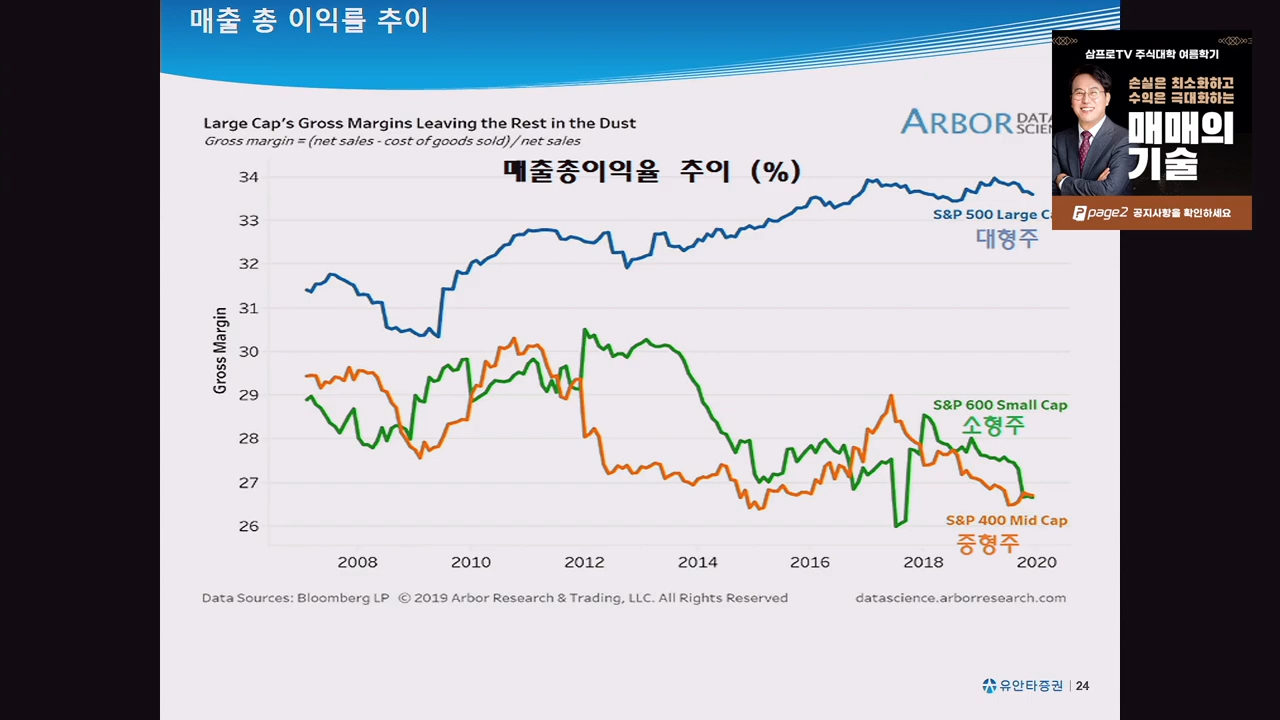 매출 총 이익률 추이
삼프로TV 주식대학 여름학기
손실은 최소화하고
수익은 극대화하는
매매의
기술
page2 공지사항을 확인하세요
Large Cap's Gross Margins Leaving the Rest in the Dust
Gross margin = (net sales - cost of goods sold) / net sales
ARBOR DATA
SCIEN
매출총이익율 추이 (%)
34
33
32
31
30
29
28
27
26
Gross Margin
S&P 500 Large Ca
대형주
S&P 600 Small Cap
소형주
S&P 400 Mid Cap
중형주
2008 2010 2012 2014 2016 2018 2020
Data Sources: Bloomberg LP © 2019 Arbor Research & Trading, LLC. All Rights Reserved datascience.arborresearch.com
유안타증권 | 24